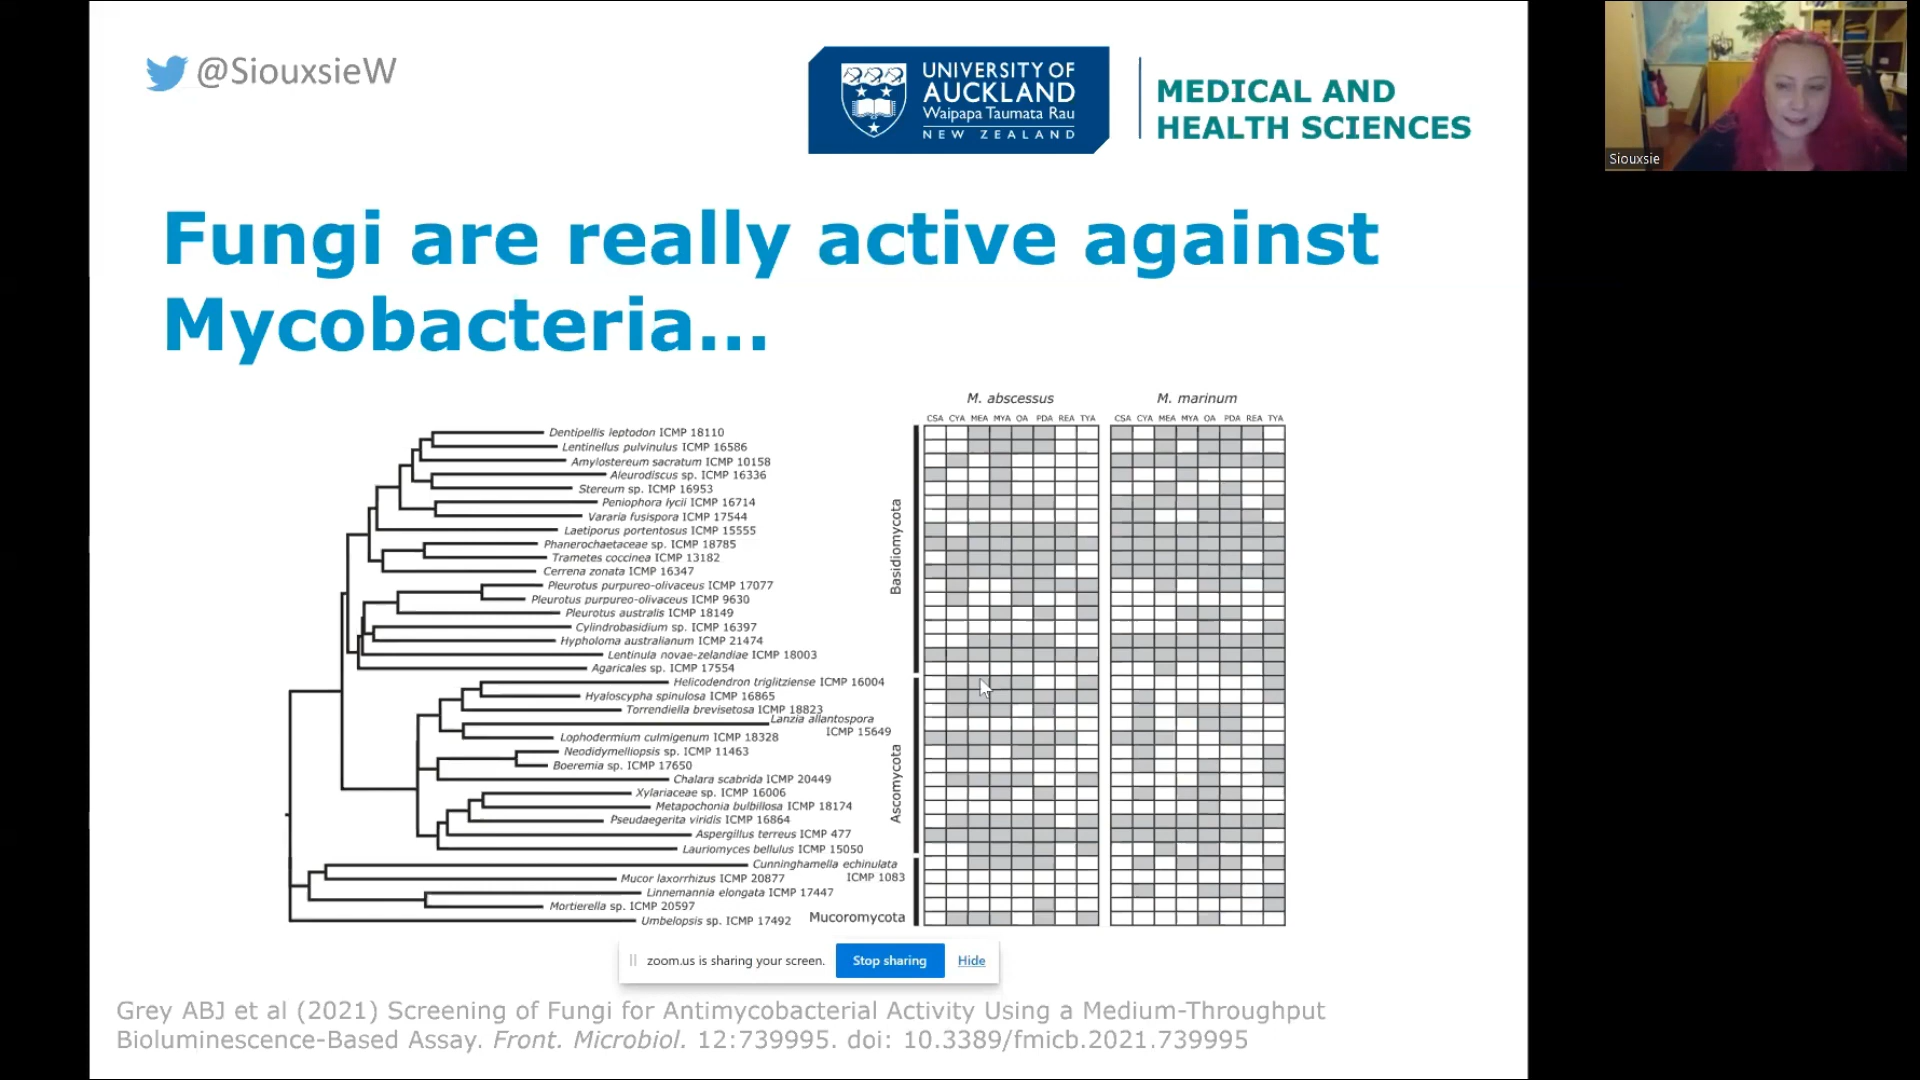 @SiouxsieW
UNIVERSITY OF
AUCKLAND
Waipapa Taumata Rau
NEW ZEALAND
MEDICAL AND
HEALTH SCIENCES
Siouxsie
Fungi are really active against
Mycobacteria...
M. abscessus
M. marinum
CSA CYA MEA MYA OA PDA REA TYA
CSA CYA MEA MYA OA PDA REA TYA
Dentipellis leptodon ICMP 18110
Lentinellus pulvinulus ICMP 16586
Amylostereum sacratum ICMP 10158
Aleurodiscus sp. ICMP 16336
Stereum sp. ICMP 16953
Peniophora lycii ICMP 16714
Vararia fusispora ICMP 17544
Laetiporus portentosus ICMP 15555
Phanerochaetaceae sp. ICMP 18785
Trametes coccinea ICMP 13182
Cerrena zonata ICMP 16347
Pleurotus purpureo-olivaceus ICMP 17077
Pleurotus purpureo-olivaceus ICMP 9630
Pleurotus australis ICMP 18149
Cylindrobasidium sp. ICMP 16397
Hypholoma australianum ICMP 21474
Lentinula novae-zelandiae ICMP 18003
Agaricales sp. ICMP 17554
Basidiomycota
Helicodendron triglitziense ICMP 16004
Hyaloscypha spinulosa ICMP 16865
Torrendiella brevisetosa ICMP 18823
Lanzia allantospora
ICMP 15649
Lophodermium culmigenum ICMP 18328
Neodidymelliopsis sp. ICMP 11463
Boeremia sp. ICMP 17650
Chalara scabrida ICMP 20449
Xylariaceae sp. ICMP 16006
Metapochonia bulbillosa ICMP 18174
Pseudaegerita viridis ICMP 16864
Aspergillus terreus ICMP 477
Lauriomyces bellulus ICMP 15050
Ascomycota
Cunninghamella echinulata
ICMP 1083
Mucor laxorrhizus ICMP 20877
Linnemannia elongata ICMP 17447
Mortierella sp. ICMP 20597
Umbelopsis sp. ICMP 17492
Mucoromycota
zoom.us is sharing your screen. Stop sharing Hide
Grey ABJ et al (2021) Screening of Fungi for Antimycobacterial Activity Using a Medium-Throughput
Bioluminescence-Based Assay. Front. Microbiol. 12:739995. doi: 10.3389/fmicb.2021.739995